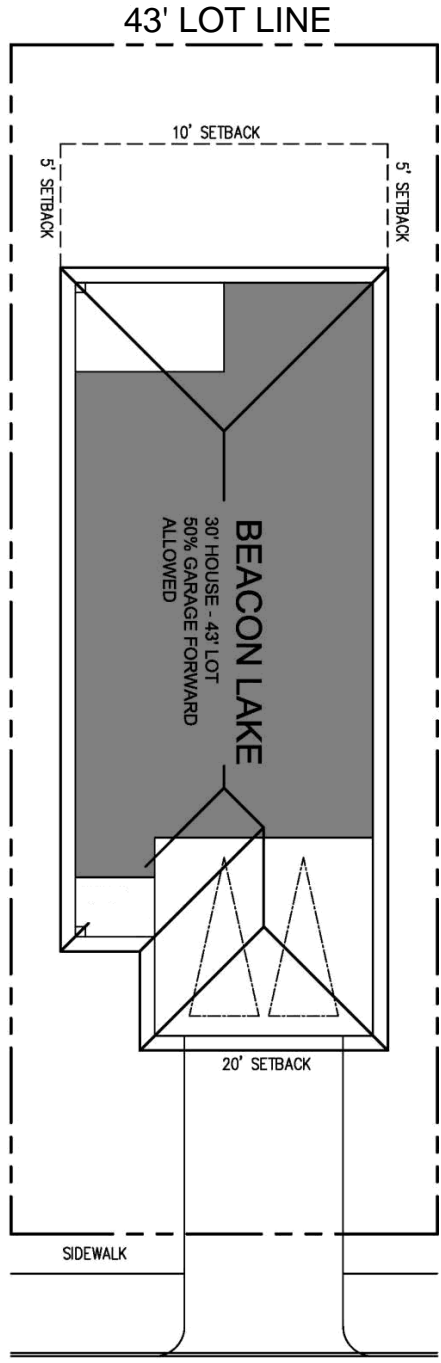 43' LOT LINE
10' SETBACK
5' SETBACK
5' SETBACK
BEACON LAKE
30' HOUSE - 43' LOT
50% GARAGE FORWARD
ALLOWED
20' SETBACK
SIDEWALK